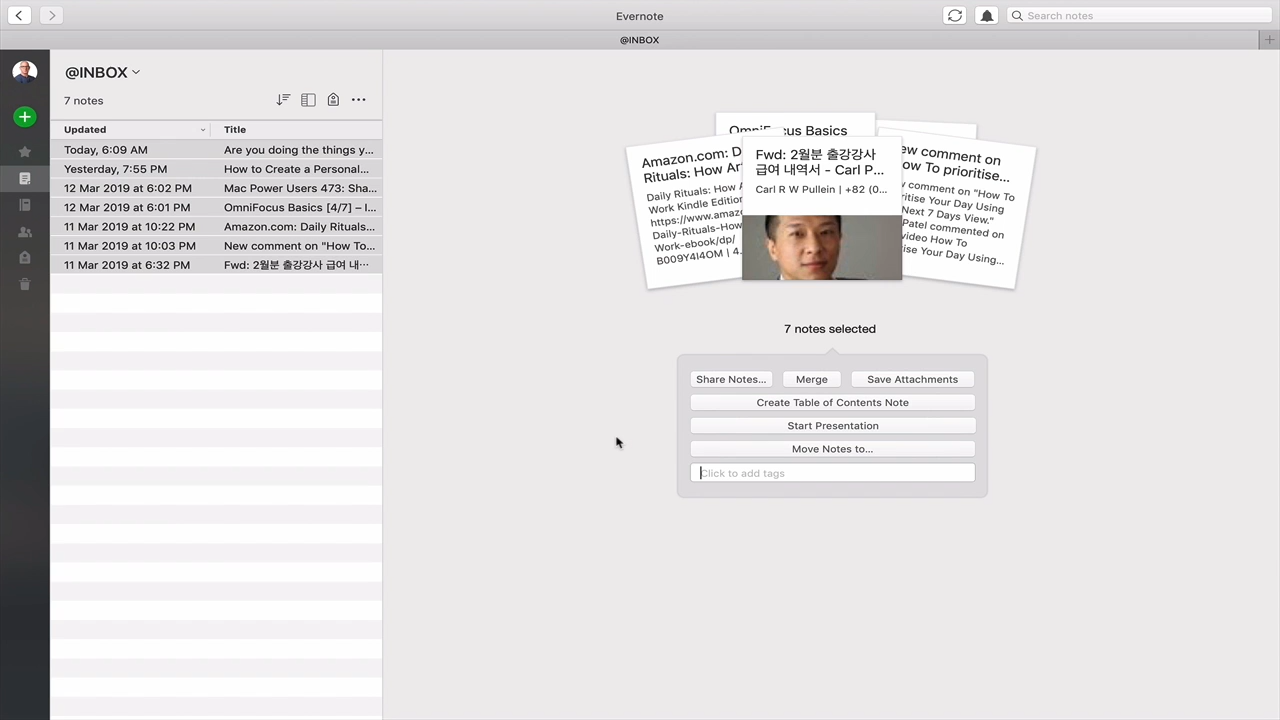 Evernote
Search notes
@INBOX
@INBOX
7 notes
Updated Title
Today, 6:09 AM Are you doing the things y...
Yesterday, 7:55 PM How to Create a Personal...
12 Mar 2019 at 6:02 PM Mac Power Users 473: Sha...
12 Mar 2019 at 6:01 PM OmniFocus Basics [4/7] – I...
11 Mar 2019 at 10:22 PM Amazon.com: Daily Rituals...
11 Mar 2019 at 10:03 PM New comment on "How To...
11 Mar 2019 at 6:32 PM Fwd: 2월분 출강강사 급여 내...
OmniFocus Basics
Amazon.com: D
Rituals: How Ar
Daily Rituals: How A
Work Kindle Edition
https://www.amazo
Daily-Rituals-How
Work-ebook/dp/
B009Y4I4OM | 4.
Fwd: 2월분 출강강사
급여 내역서 - Carl P...
Carl R W Pullein | +82 (0...
ew comment on
How To prioritise...
comment on "How To
ritise Your Day Using
Next 7 Days View."
Patel commented on
video How To
ise Your Day Using...
7 notes selected
Share Notes... Merge Save Attachments
Create Table of Contents Note
Start Presentation
Move Notes to...
Click to add tags